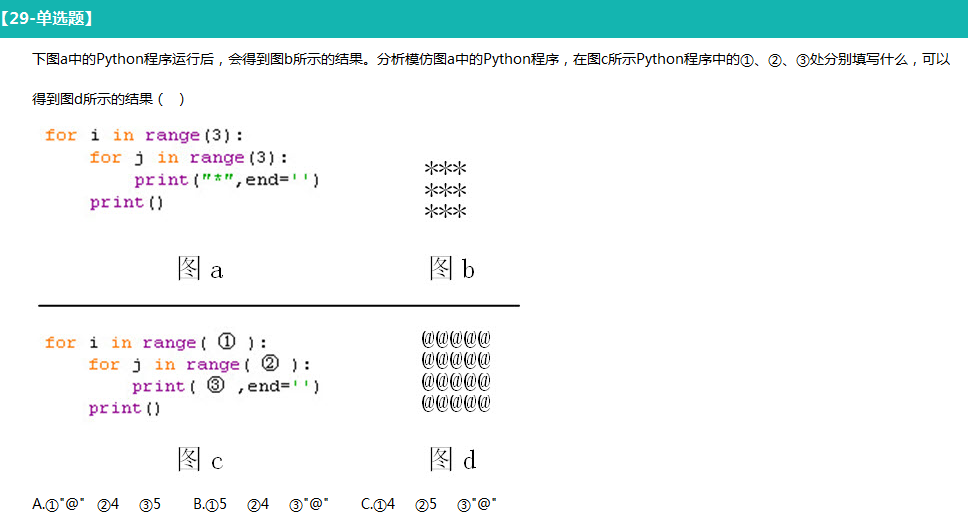 【29-单选题】
下图a中的Python程序运行后，会得到图b所示的结果。分析模仿图a中的Python程序，在图c所示Python程序中的①、②、③处分别填写什么，可以
得到图d所示的结果（　）
for i in range(3):
    for j in range(3):
        print("*",end='')
    print()
***
***
***
图 a
图 b
for i in range( ① ):
    for j in range( ② ):
        print( ③ ,end='')
    print()
@@@@@
@@@@@
@@@@@
@@@@@
图 c
图 d
A.①"@" ②4 ③5 B.①5 ②4 ③"@" C.①4 ②5 ③"@"